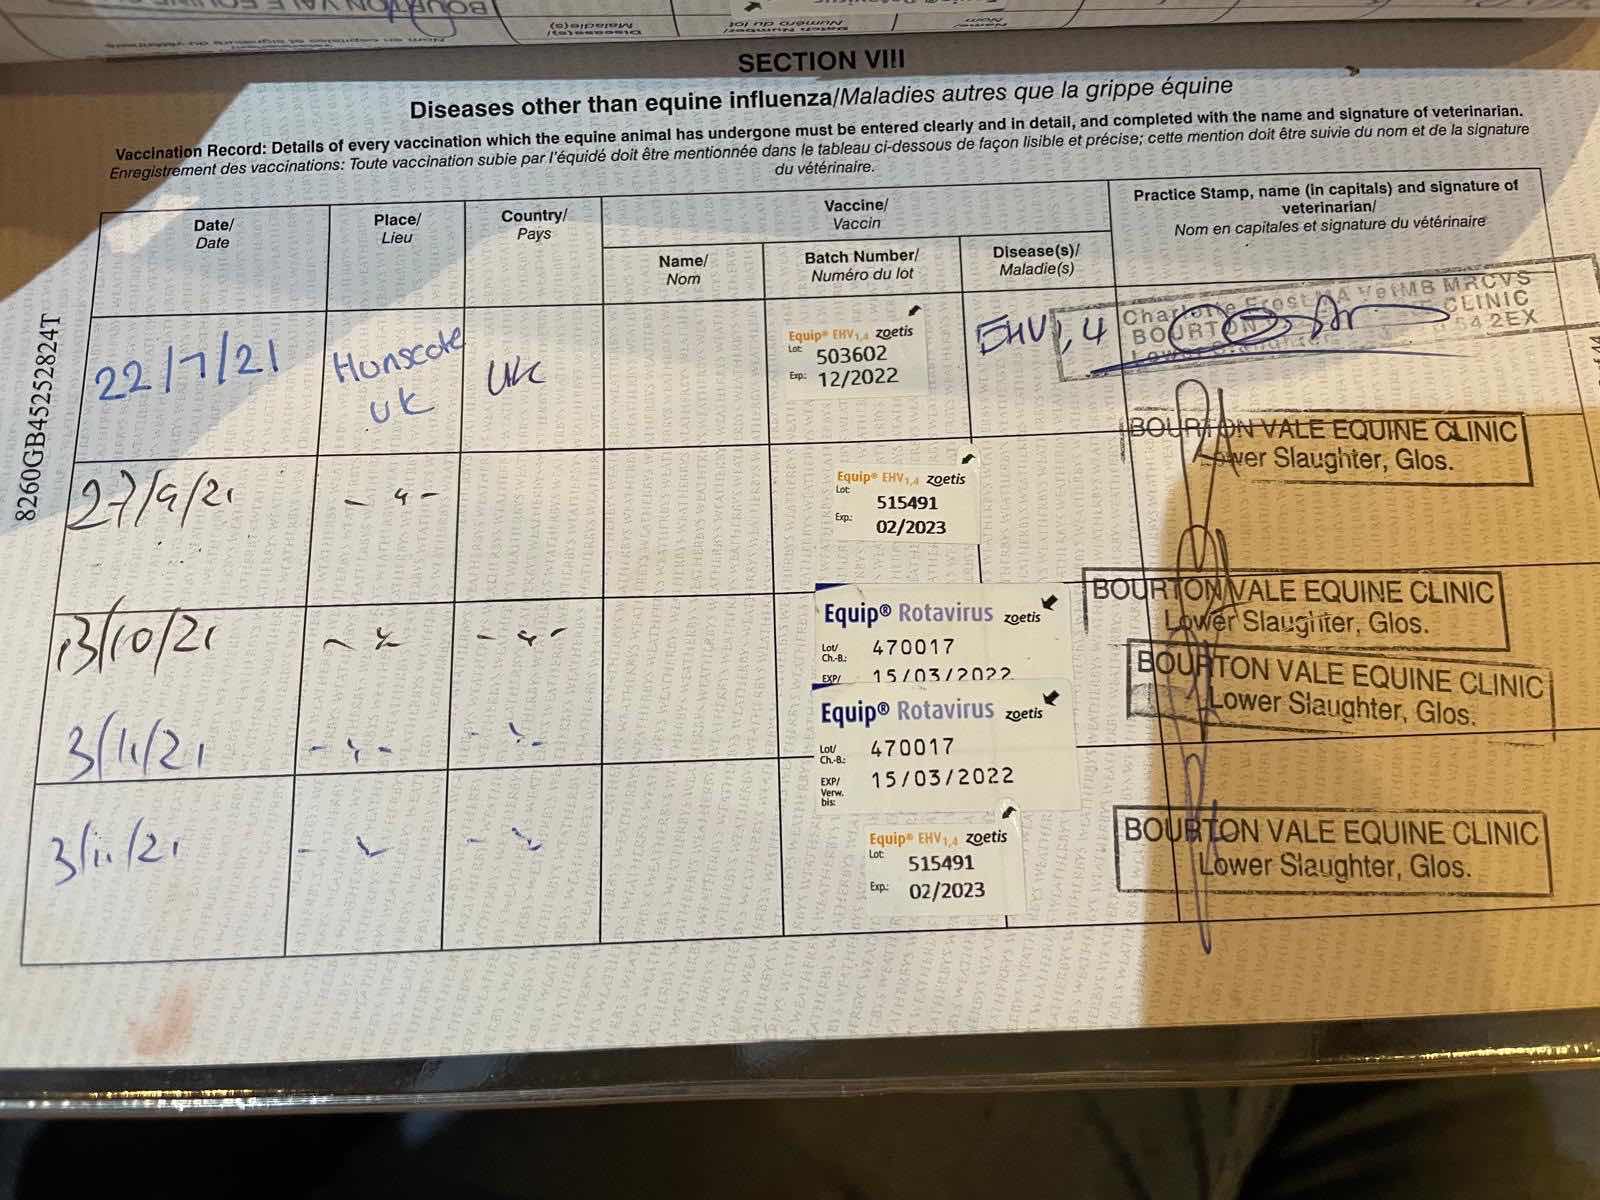 SECTION VIII
Diseases other than equine influenza/Maladies autres que la grippe équine
Vaccination Record: Details of every vaccination which the equine animal has undergone must be entered clearly and in detail, and completed with the name and signature of veterinarian.
Enregistrement des vaccinations: Toute vaccination subie par l'équidé doit être mentionnée dans le tableau ci-dessous de façon lisible et précise; cette mention doit être suivie du nom et de la signature
du vétérinaire.
Date/
Date
Place/
Lieu
Country/
Pays
Vaccine/
Vaccin
Name/
Nom
Batch Number/
Numéro du lot
Disease(s)/
Maladie(s)
Practice Stamp, name (in capitals) and signature of
veterinarian/
Nom en capitales et signature du vétérinaire
8260GB45252824T
22/7/21
UK
UK
Equip® EHV1,4 zoetis
Lot: 503602
Exp.: 12/2022
EHV1,4
Charlotte Frost MA VetMB MRCVS
BOURTON CLINIC
27/9/21
Equip® EHV1,4 zoetis
Lot:
515491
Exp.:
02/2023
BOURTON VALE EQUINE CLINIC
Lower Slaughter, Glos.
13/10/21
Equip® Rotavirus zoetis
Lot/
Ch.-B.: 470017
EXP/ 15/03/2022
BOURTON VALE EQUINE CLINIC
Lower Slaughter, Glos.
3/11/21
Equip® Rotavirus zoetis
Lot/
Ch.-B.: 470017
EXP/
Verw.
bis: 15/03/2022
BOURTON VALE EQUINE CLINIC
Lower Slaughter, Glos.
3/11/21
Equip® EHV1,4 zoetis
Lot: 515491
Exp.: 02/2023
BOURTON VALE EQUINE CLINIC
Lower Slaughter, Glos.